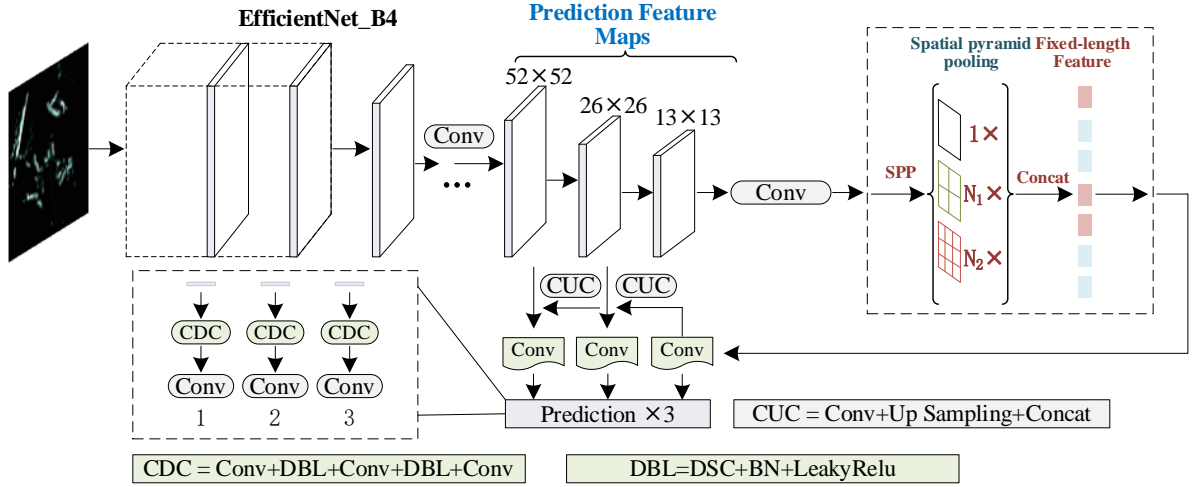 EfficientNet_B4
Prediction Feature
Maps
52×52
26×26
13×13
Conv
...
Conv
Spatial pyramid
pooling
Fixed-length
Feature
SPP
1×
N₁×
N₂×
Concat
CUC
CUC
CDC
CDC
CDC
Conv
Conv
Conv
1
2
3
Conv
Conv
Conv
Prediction ×3
CUC = Conv+Up Sampling+Concat
CDC = Conv+DBL+Conv+DBL+Conv
DBL=DSC+BN+LeakyRelu